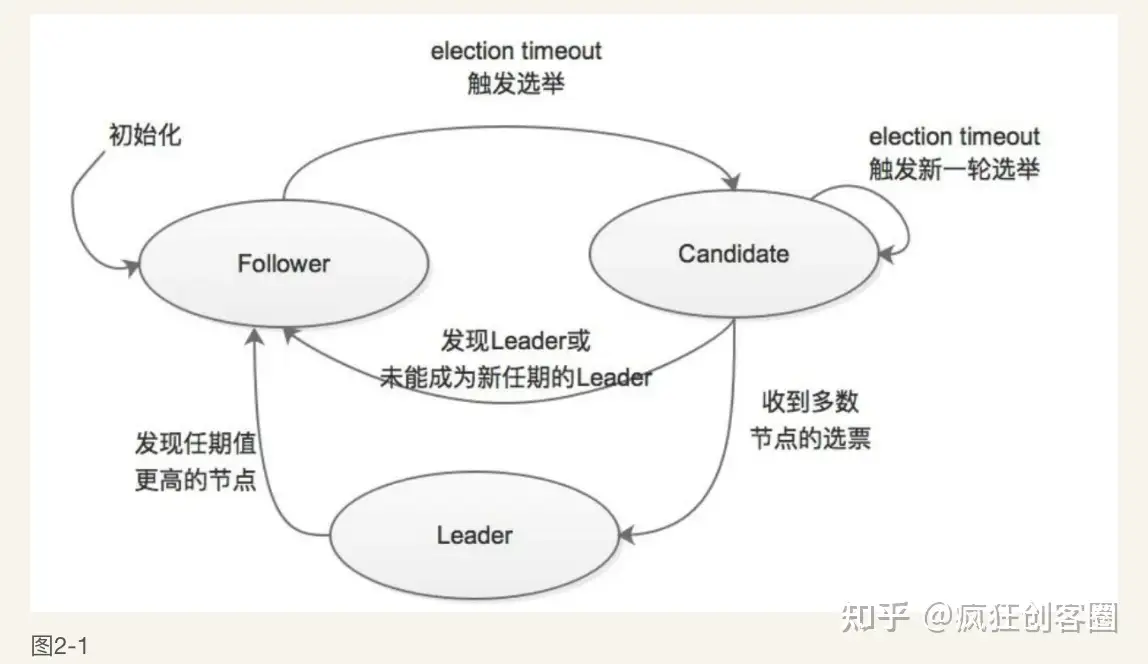 election timeout
触发选举
初始化
election timeout
触发新一轮选举
Follower
Candidate
发现Leader或
未能成为新任期的Leader
收到多数
节点的选票
发现任期值
更高的节点
Leader
知乎 @疯狂创客圈
图2-1